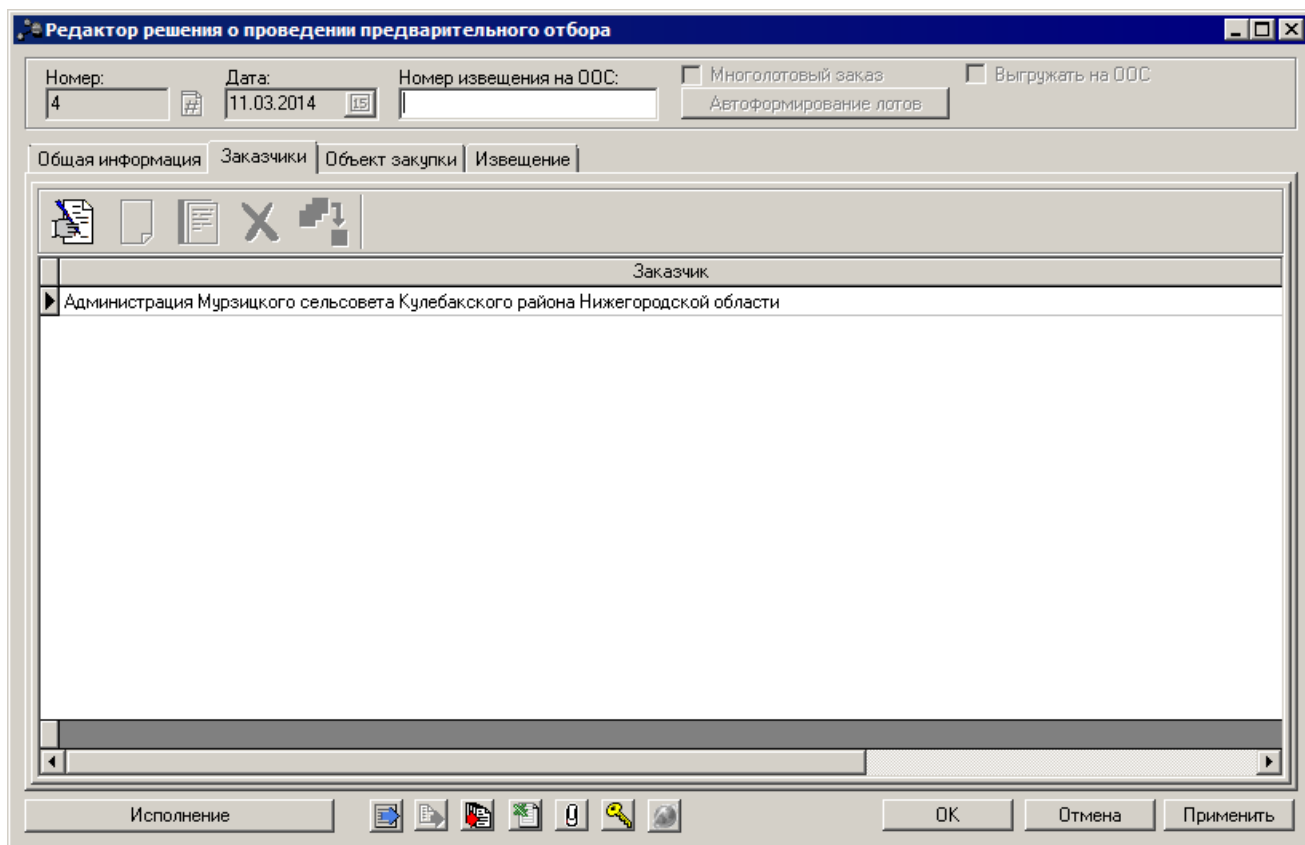 Редактор решения о проведении предварительного отбора
Номер: Дата: Номер извещения на ООС: Многолотовый заказ Выгружать на ООС
4 # 11.03.2014 15 Автоформирование лотов
Общая информация Заказчики Объект закупки Извещение
Заказчик
Администрация Мурзицкого сельсовета Кулебакского района Нижегородской области
Исполнение OK Отмена Применить